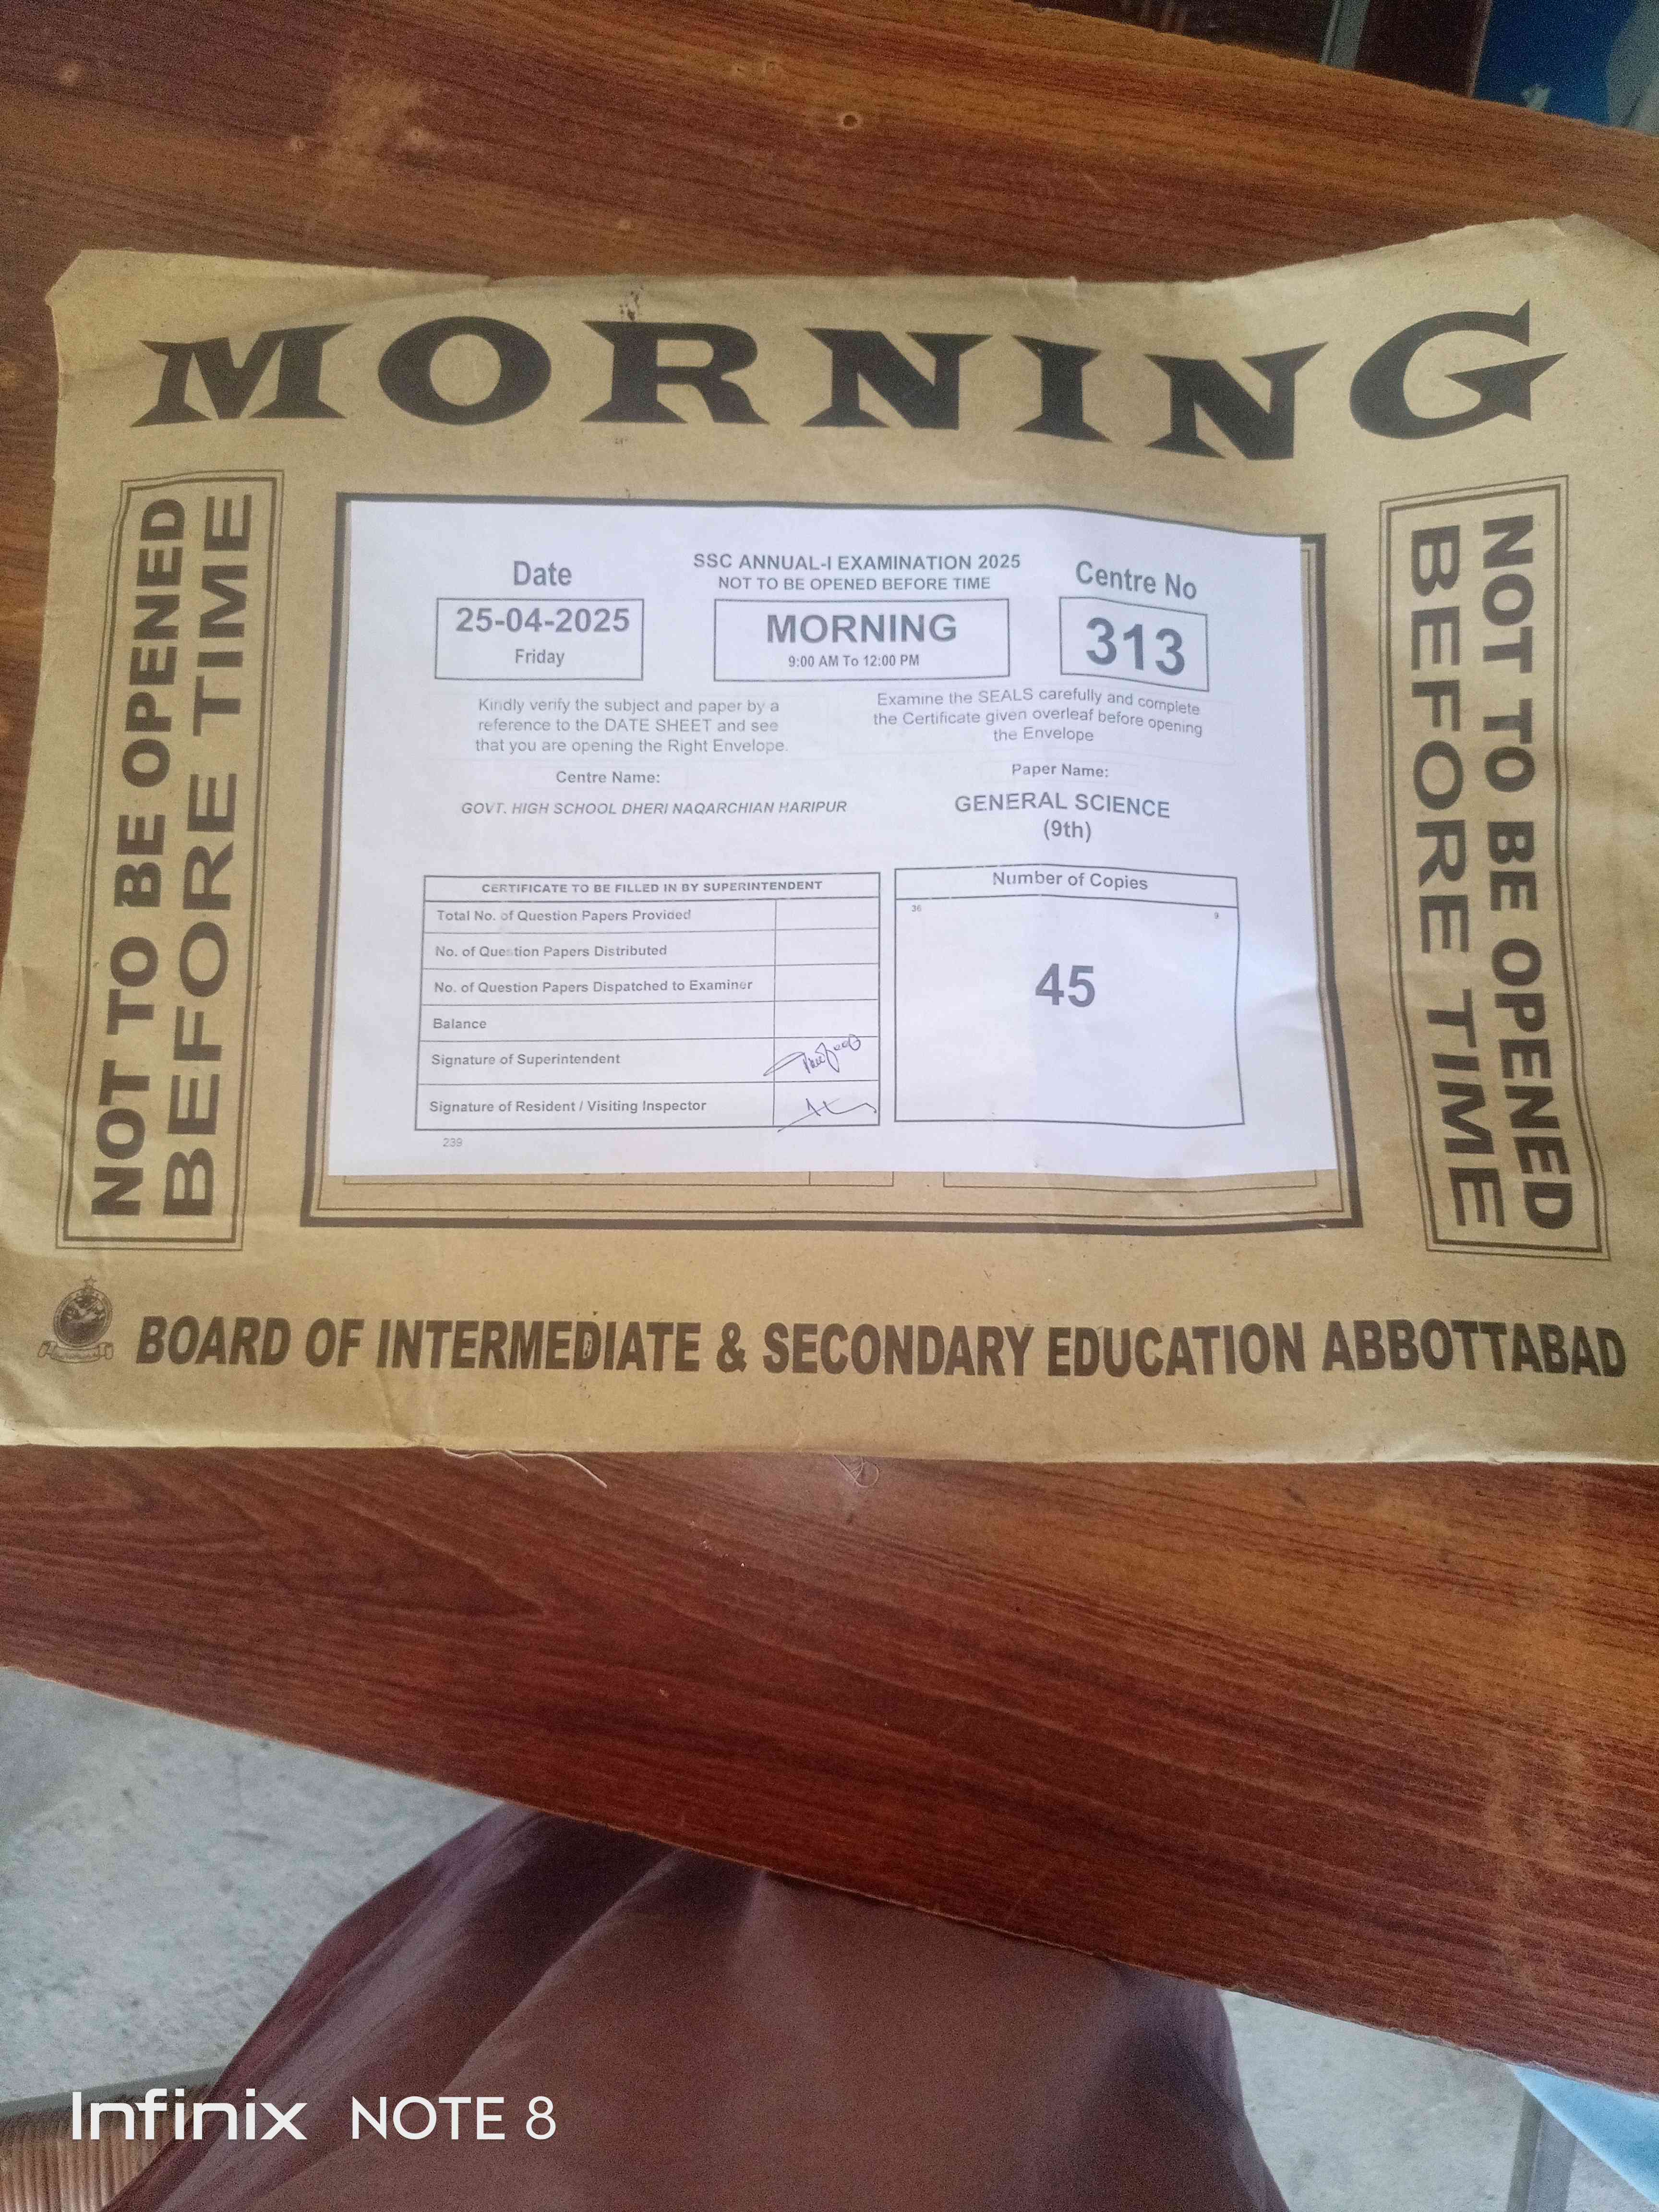 MORNING
NOT TO BE OPENED
BEFORE TIME
Date
25-04-2025
Friday
SSC ANNUAL-I EXAMINATION 2025
NOT TO BE OPENED BEFORE TIME
MORNING
9:00 AM To 12:00 PM
Centre No
313
Kindly verify the subject and paper by a
reference to the DATE SHEET and see
that you are opening the Right Envelope.
Examine the SEALS carefully and complete
the Certificate given overleaf before opening
the Envelope
Centre Name:
GOVT. HIGH SCHOOL DHERI NAQARCHIAN HARIPUR
Paper Name:
GENERAL SCIENCE
(9th)
CERTIFICATE TO BE FILLED IN BY SUPERINTENDENT
Total No. of Question Papers Provided
No. of Question Papers Distributed
No. of Question Papers Dispatched to Examiner
Balance
Signature of Superintendent
Signature of Resident / Visiting Inspector
239
Number of Copies
36 9
45
NOT TO BE OPENED
BEFORE TIME
BOARD OF INTERMEDIATE & SECONDARY EDUCATION ABBOTTABAD
Infinix NOTE 8